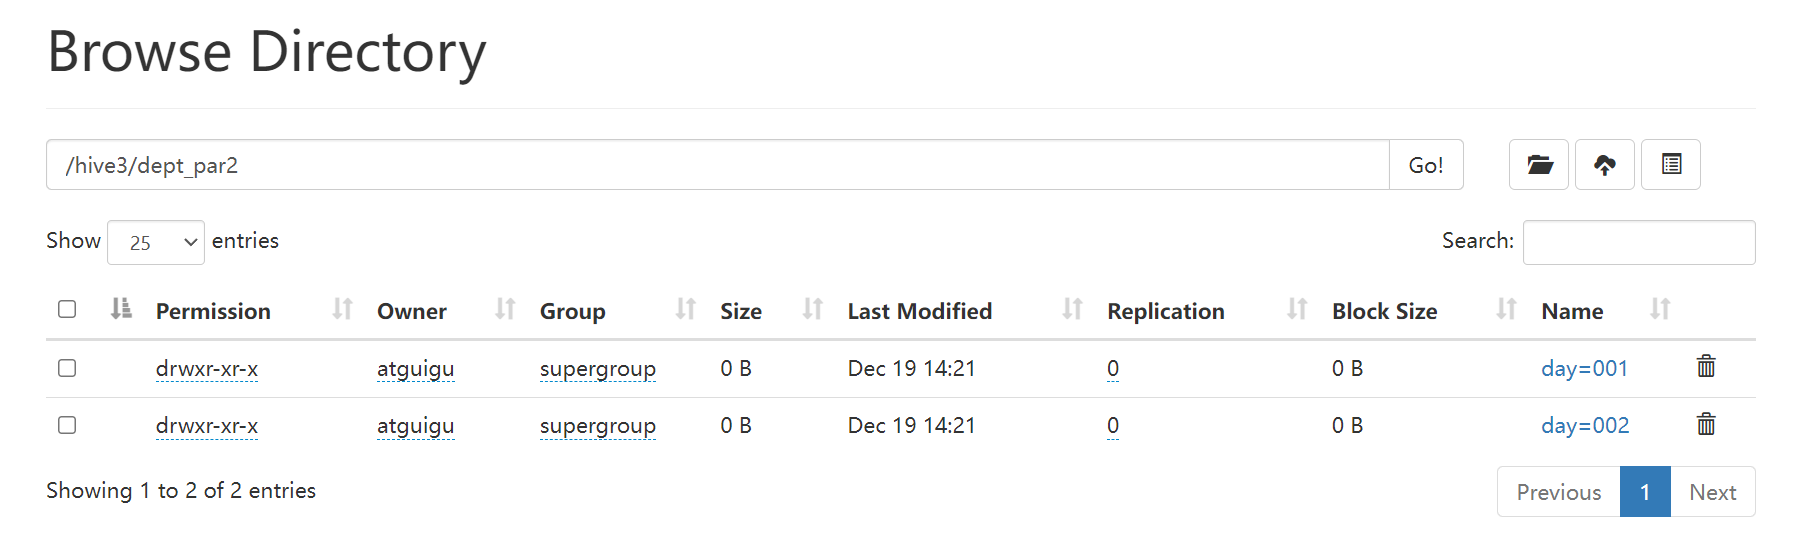 Browse Directory
/hive3/dept_par2 Go!
Show 25 entries Search:
Permission Owner Group Size Last Modified Replication Block Size Name
drwxr-xr-x atguigu supergroup 0 B Dec 19 14:21 0 0 B day=001
drwxr-xr-x atguigu supergroup 0 B Dec 19 14:21 0 0 B day=002
Showing 1 to 2 of 2 entries Previous 1 Next